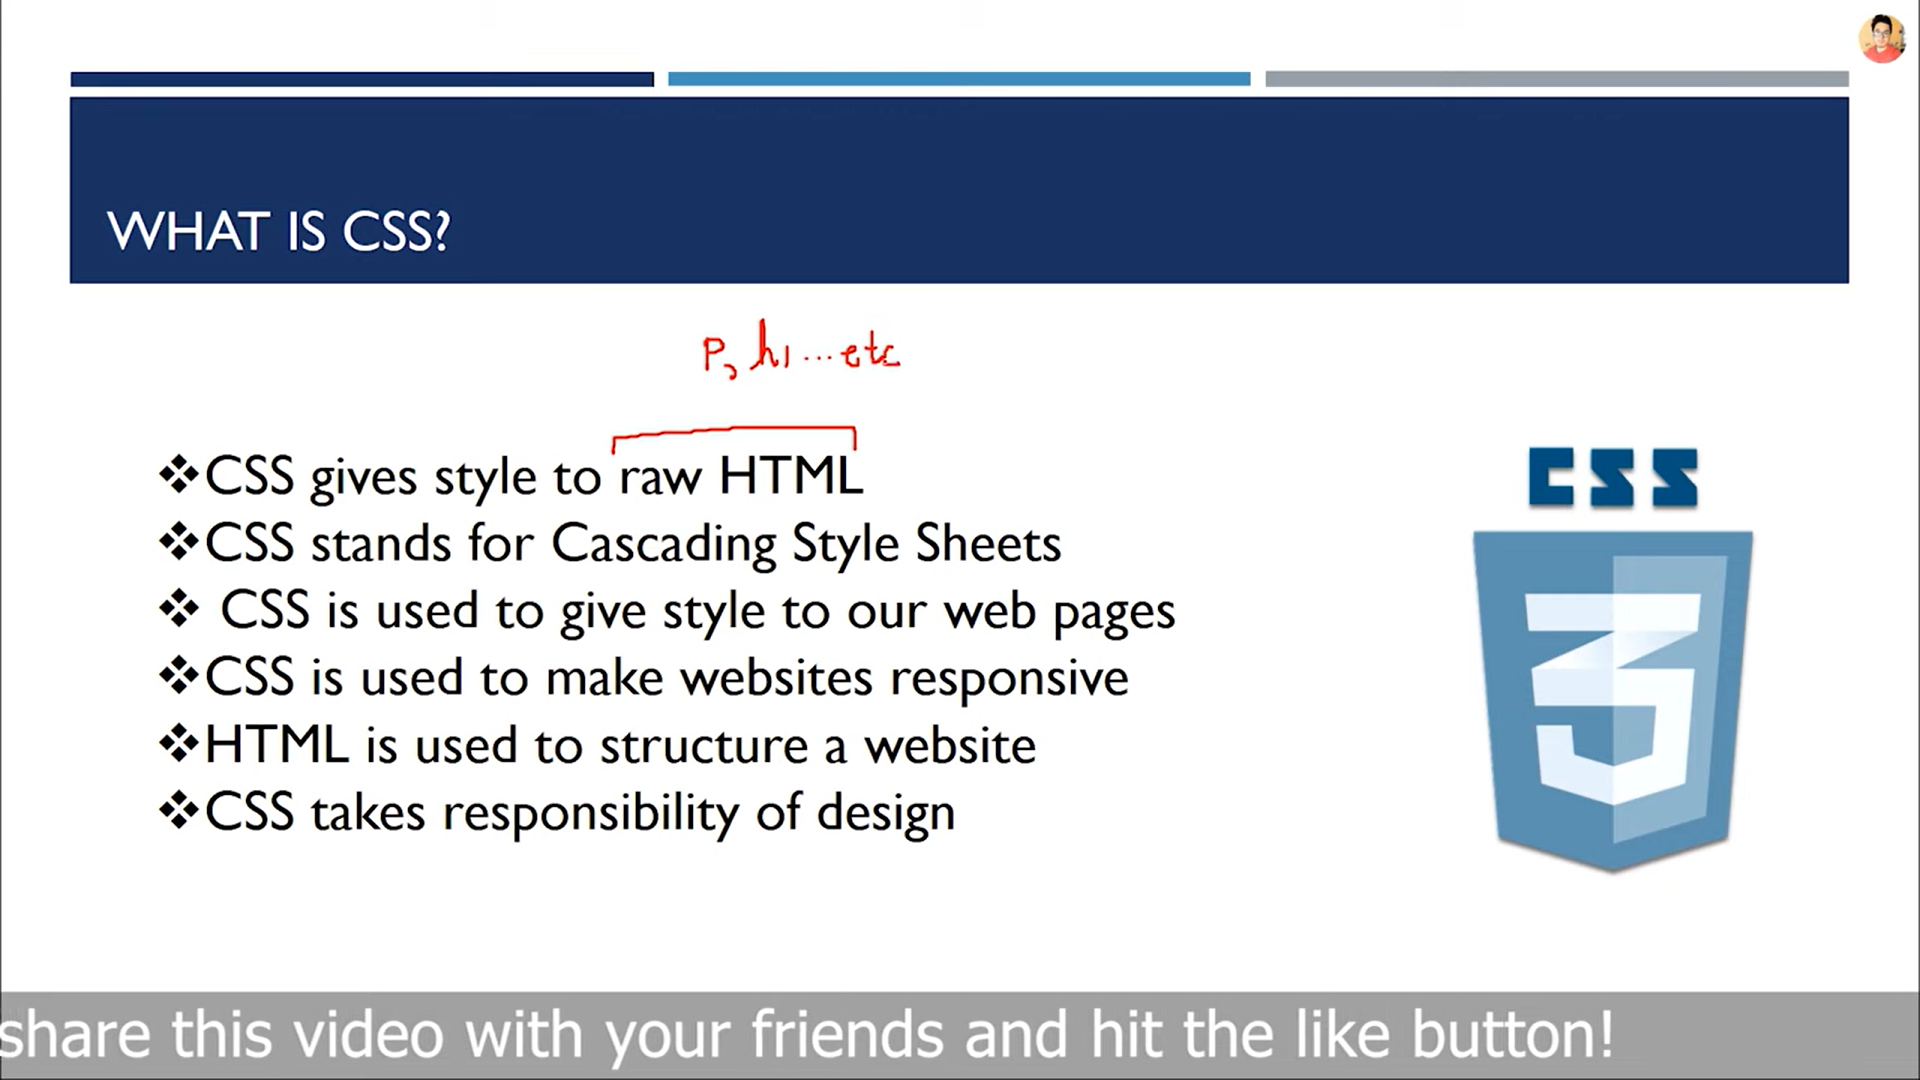 WHAT IS CSS?
P, h1 ... etc
❖CSS gives style to raw HTML
❖CSS stands for Cascading Style Sheets
❖ CSS is used to give style to our web pages
❖CSS is used to make websites responsive
❖HTML is used to structure a website
❖CSS takes responsibility of design
CSS
3
share this video with your friends and hit the like button!